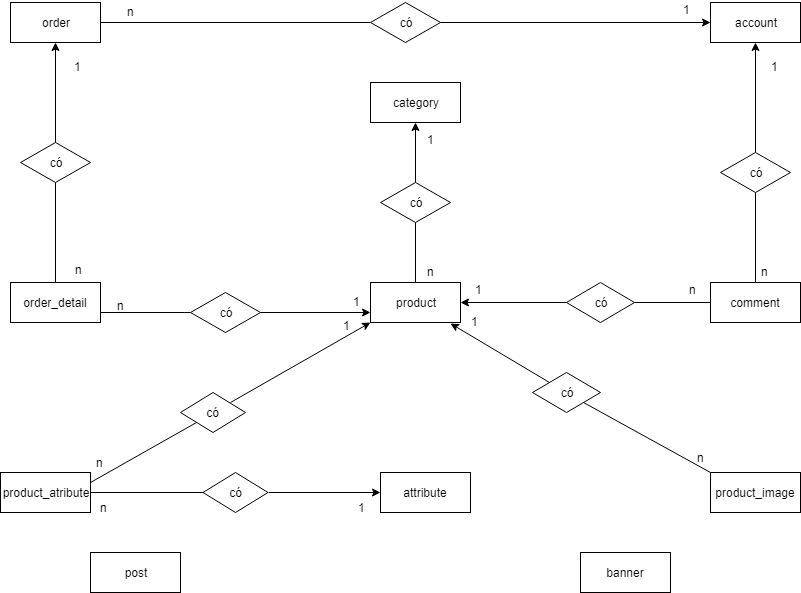 order
n
có
1
account
1
1
category
1
có
có
có
n
n
n
order_detail
n
có
1
product
1
có
n
comment
1
1
có
có
n
n
product_atribute
n
có
1
attribute
product_image
post
banner